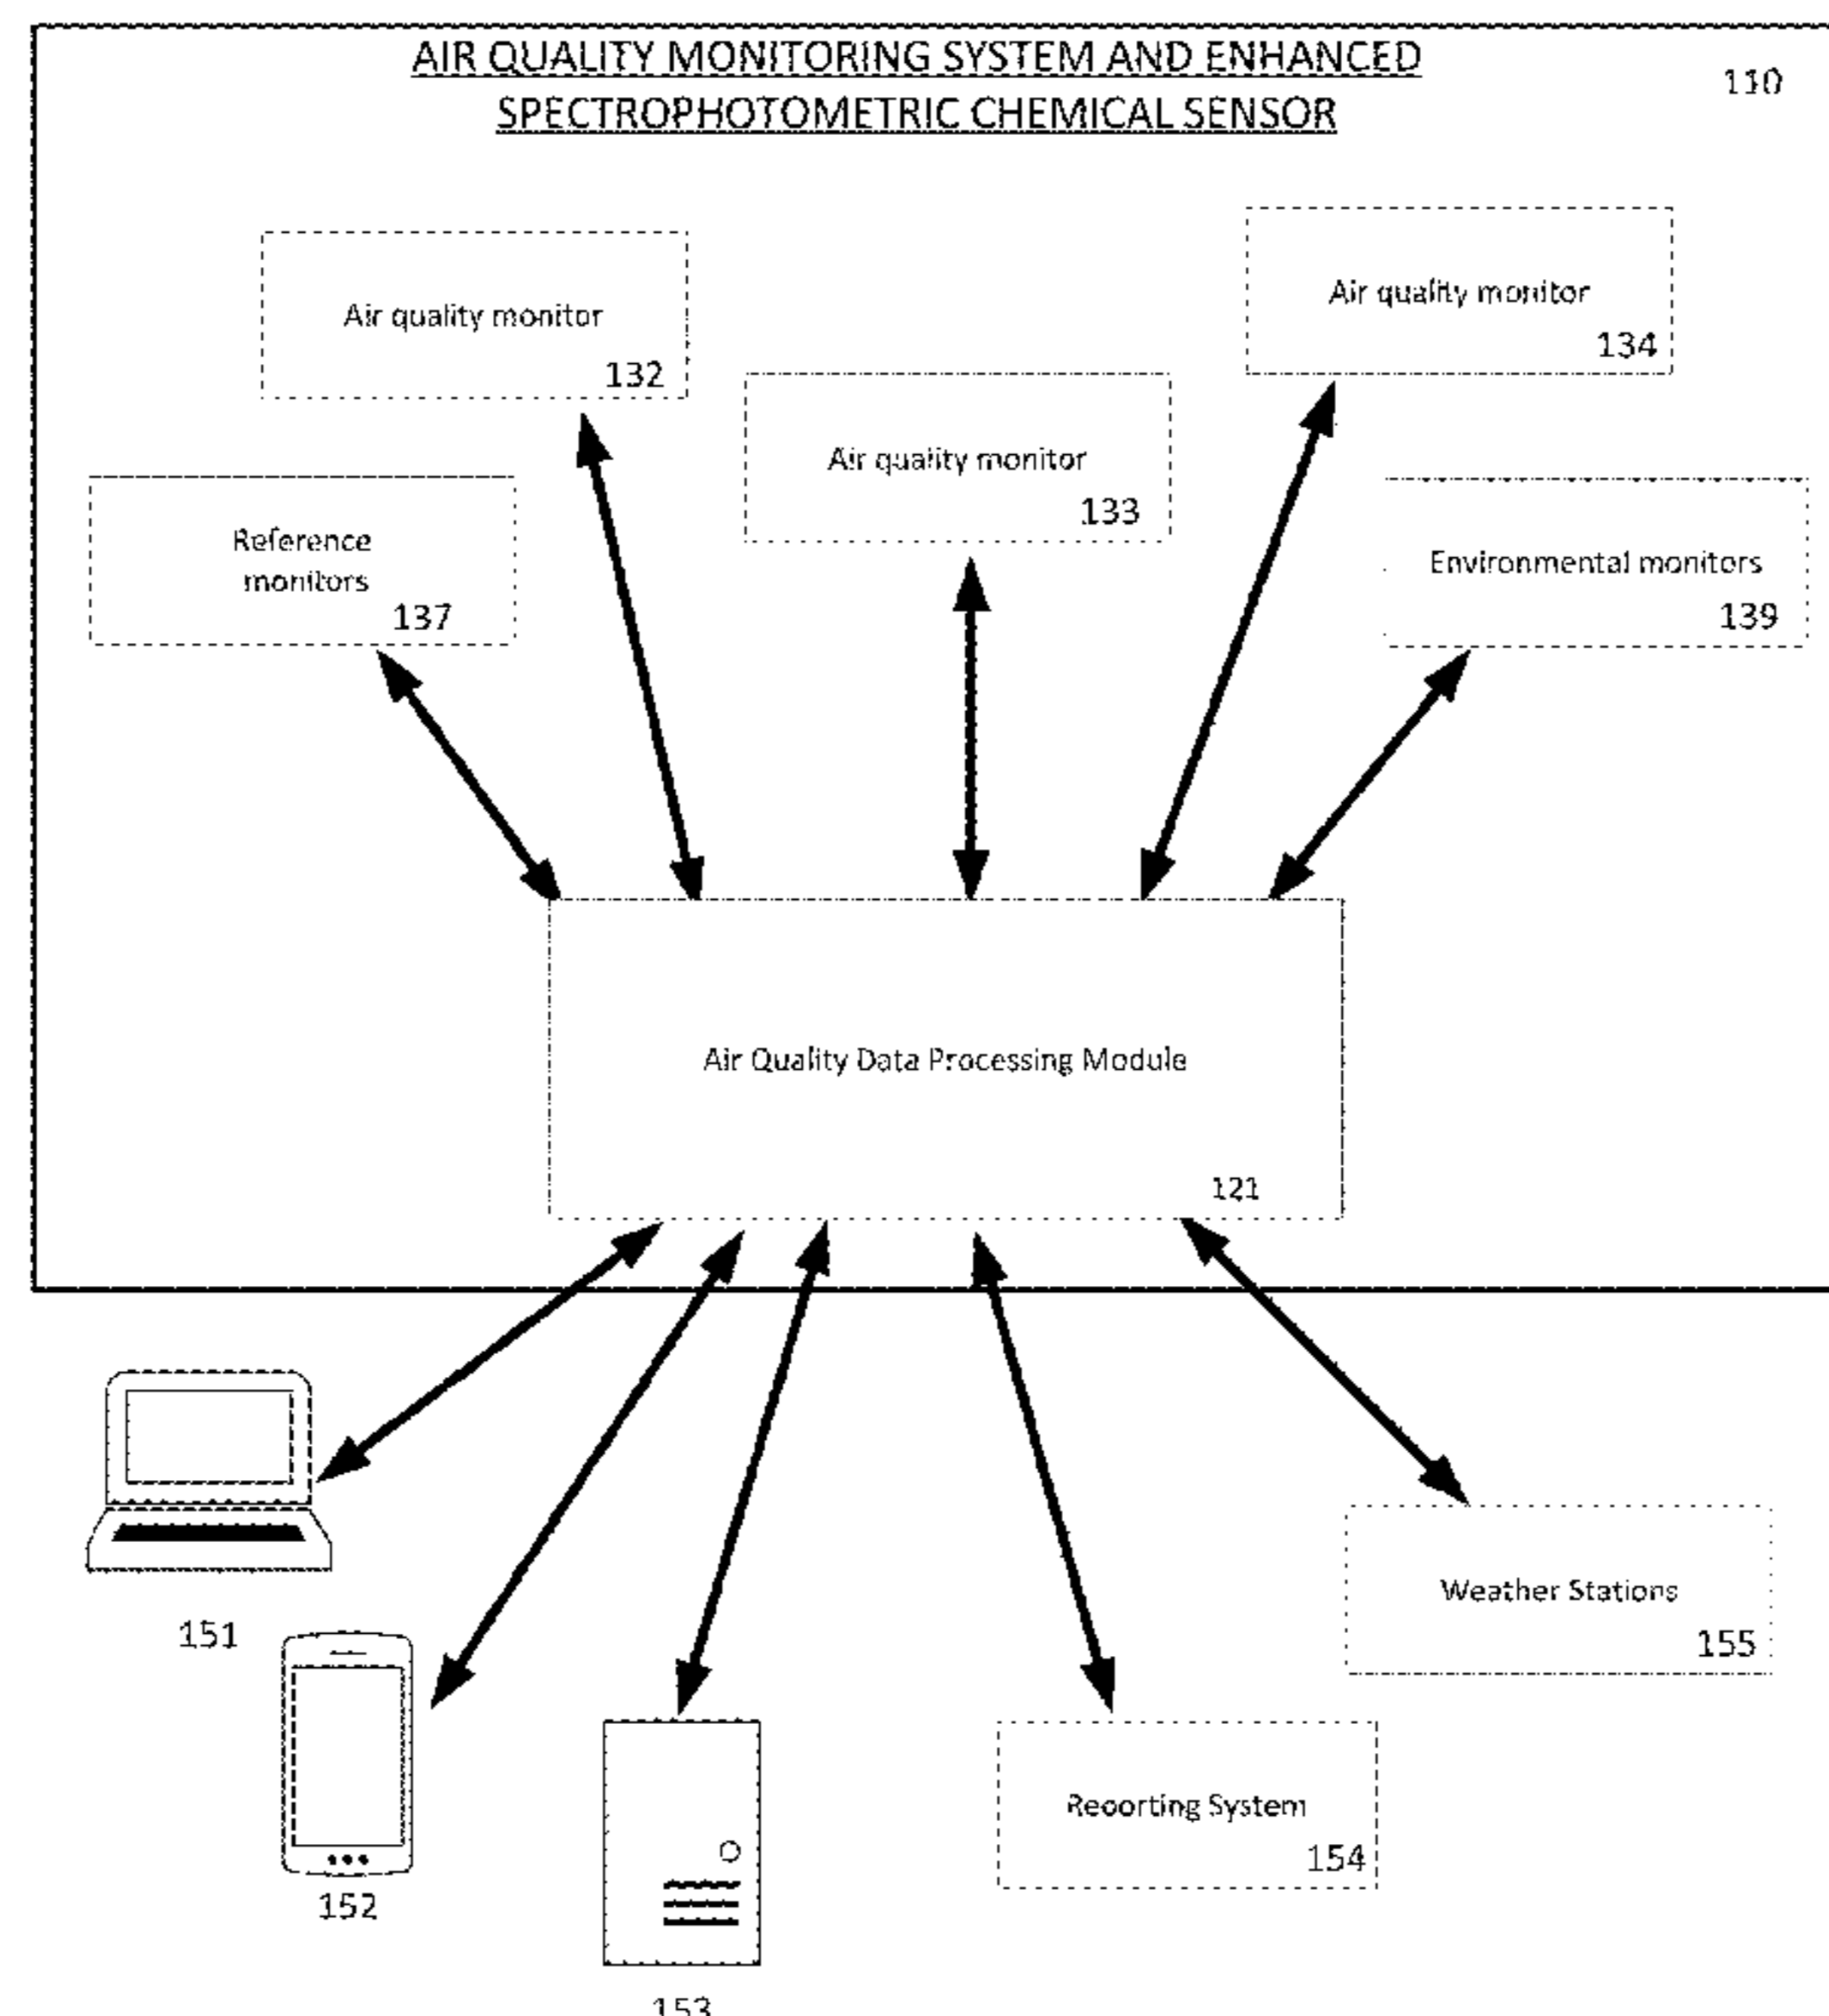 AIR QUALITY MONITORING SYSTEM AND ENHANCED
SPECTROPHOTOMETRIC CHEMICAL SENSOR
110
Air quality monitor
132
Air quality monitor
133
Air quality monitor
134
Reference
monitors
137
Environmental monitors
139
Air Quality Data Processing Module
121
151
152
153
Reporting System
154
Weather Stations
155